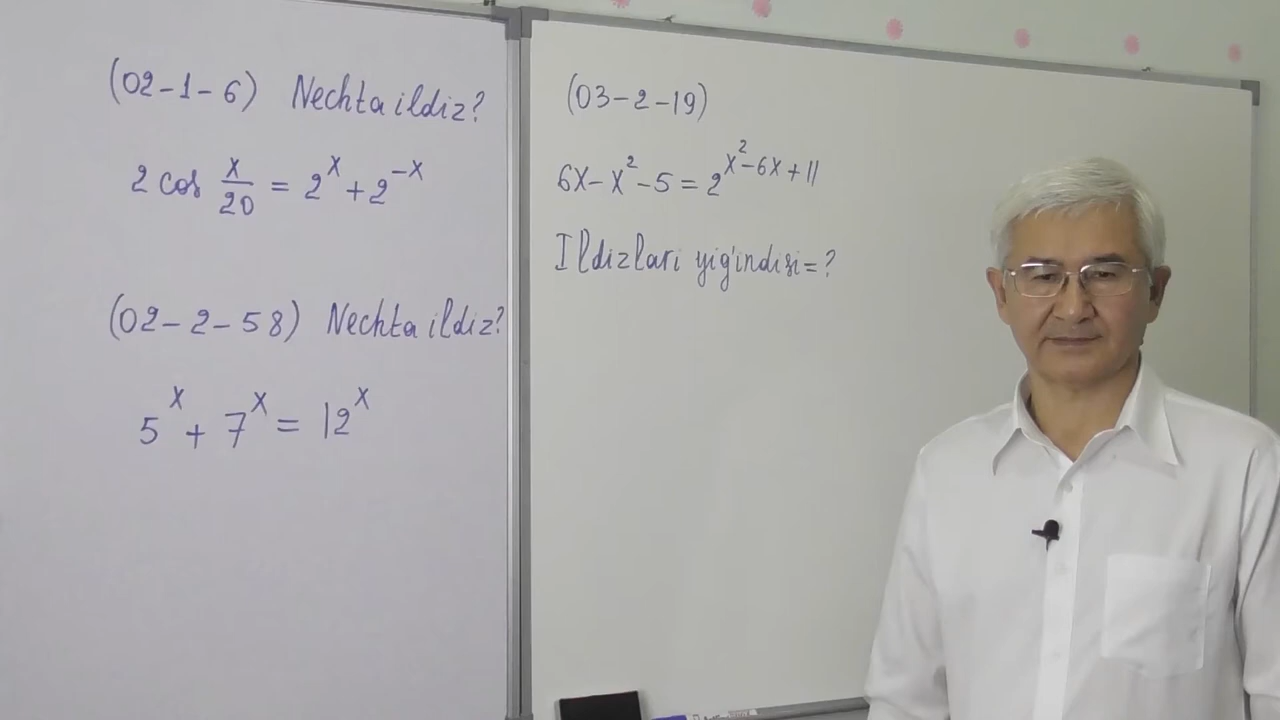 (02-1-6) Nechta ildiz?
2 cos x/20 = 2^x + 2^-x
(02-2-58) Nechta ildiz?
5^x + 7^x = 12^x
(03-2-19)
6x - x^2 - 5 = 2^(x^2 - 6x + 11)
Ildizlari yig'indisi = ?